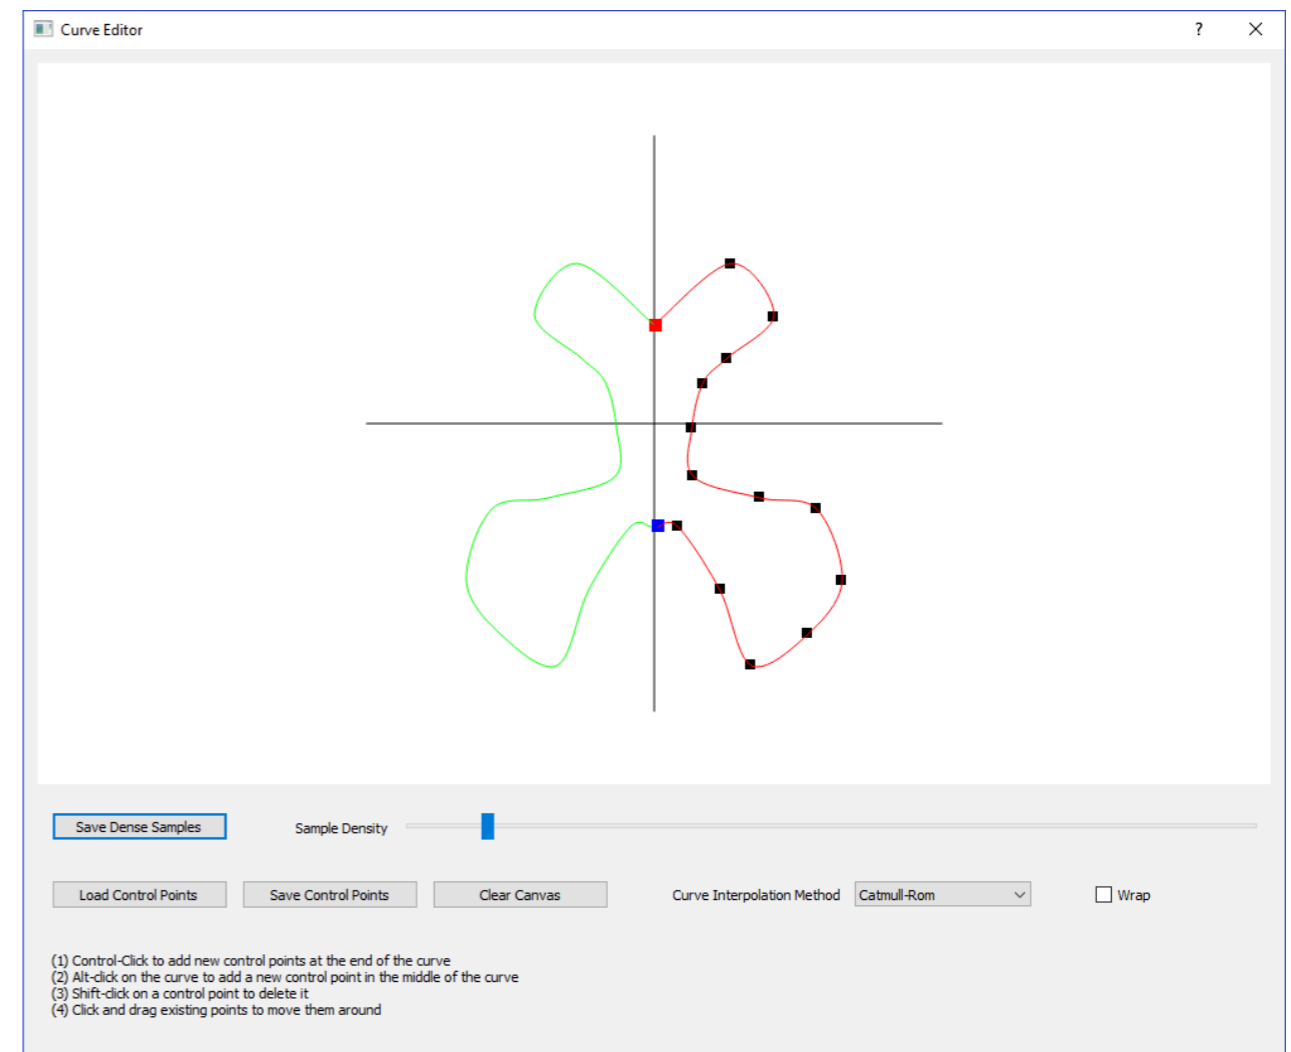 Curve Editor
?
Save Dense Samples
Sample Density
Load Control Points
Save Control Points
Clear Canvas
Curve Interpolation Method
Catmull-Rom
Wrap
(1) Control-Click to add new control points at the end of the curve
(2) Alt-click on the curve to add a new control point in the middle of the curve
(3) Shift-click on a control point to delete it
(4) Click and drag existing points to move them around